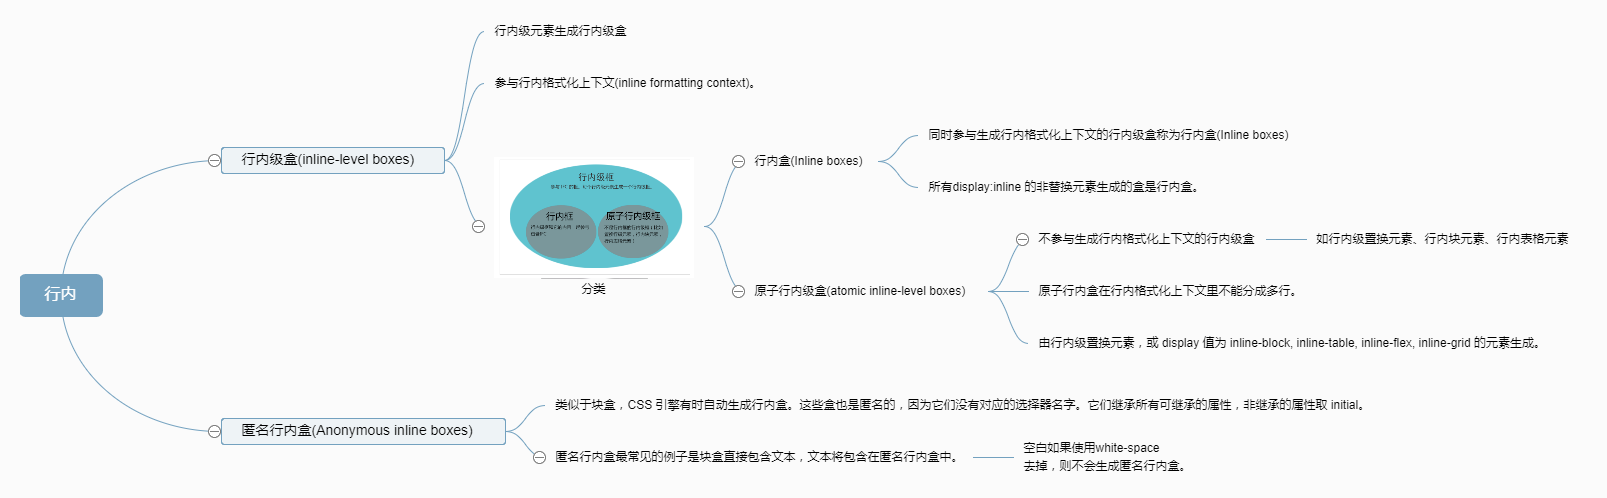 行内
行内级盒(inline-level boxes)
行内级元素生成行内级盒
参与行内格式化上下文(inline formatting context)。
行内级框
行内框
原子行内级框
分类
行内盒(Inline boxes)
同时参与生成行内格式化上下文的行内级盒称为行内盒(Inline boxes)
所有display:inline 的非替换元素生成的盒是行内盒。
原子行内级盒(atomic inline-level boxes)
不参与生成行内格式化上下文的行内级盒
如行内级置换元素、行内块元素、行内表格元素
原子行内盒在行内格式化上下文里不能分成多行。
由行内级置换元素，或 display 值为 inline-block, inline-table, inline-flex, inline-grid 的元素生成。
匿名行内盒(Anonymous inline boxes)
类似于块盒，CSS 引擎有时自动生成行内盒。这些盒也是匿名的，因为它们没有对应的选择器名字。它们继承所有可继承的属性，非继承的属性取 initial。
匿名行内盒最常见的例子是块盒直接包含文本，文本将包含在匿名行内盒中。
空白如果使用white-space
去掉，则不会生成匿名行内盒。